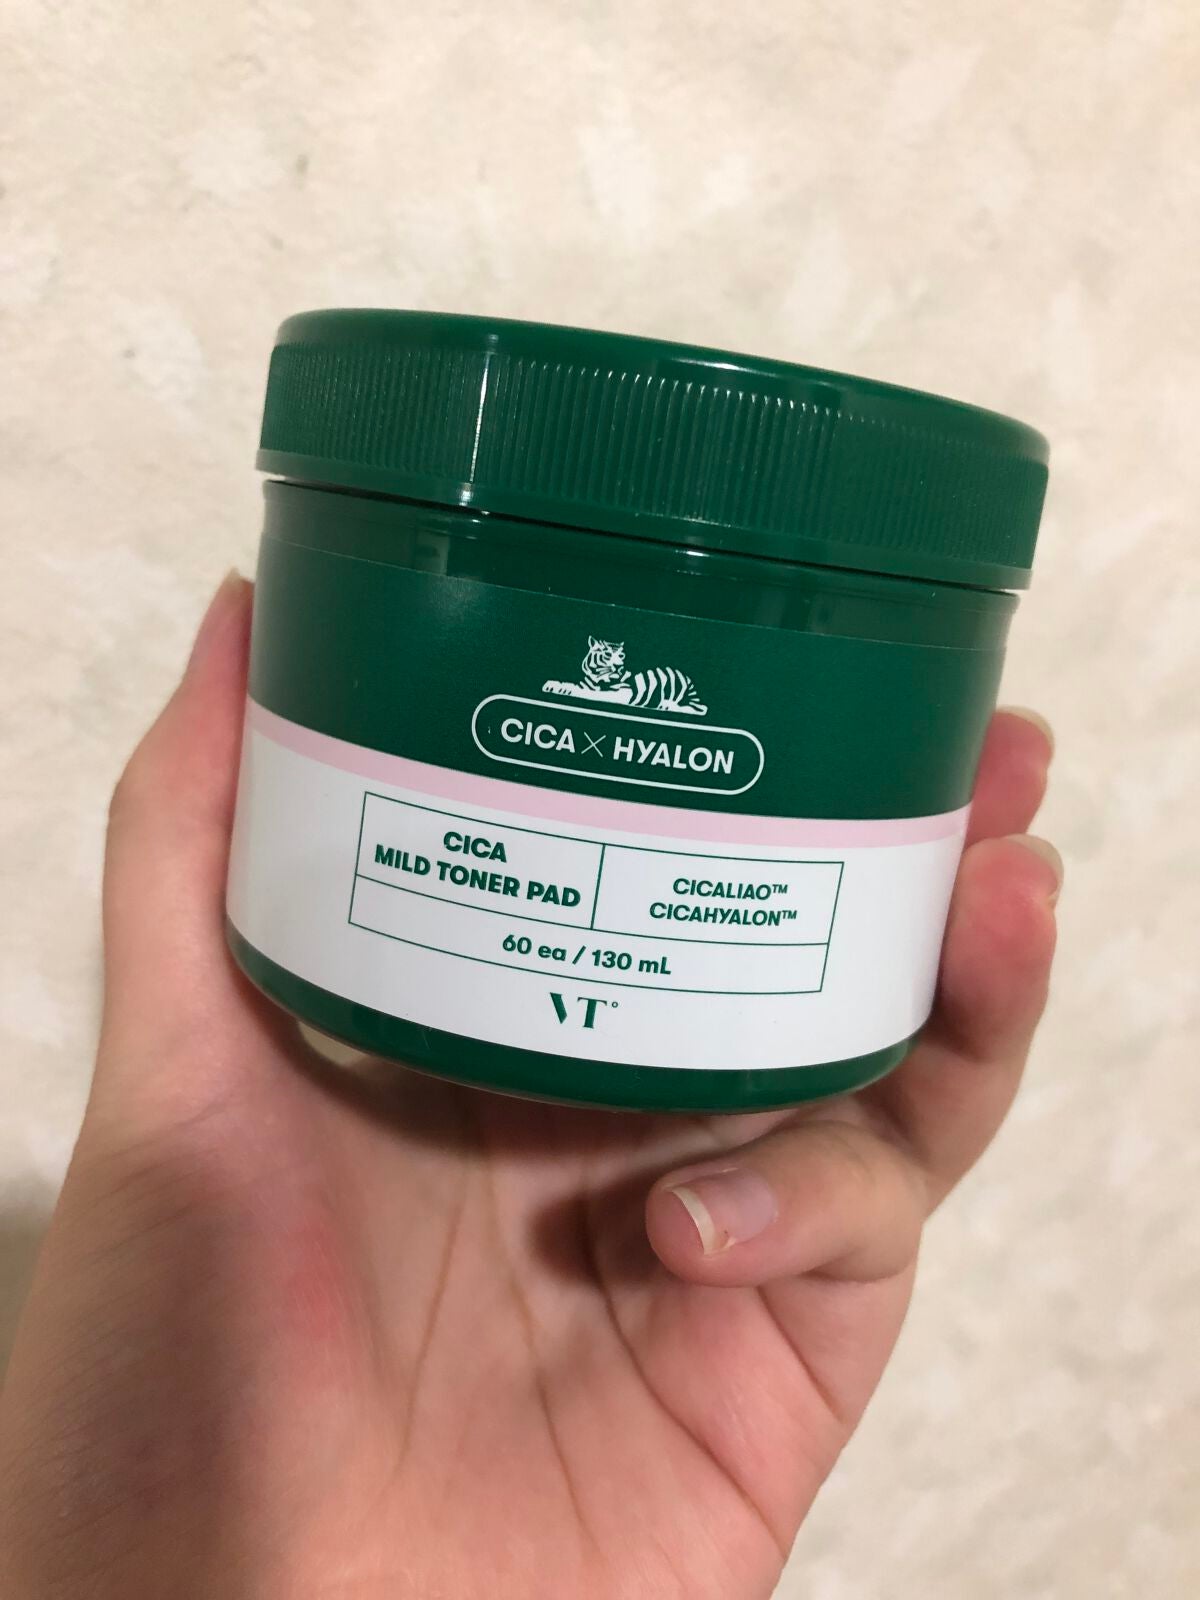 CICA × HYALON
CICA
MILD TONER PAD
CICALIAO™
CICAHYALON™
60 ea / 130 mL
VT°